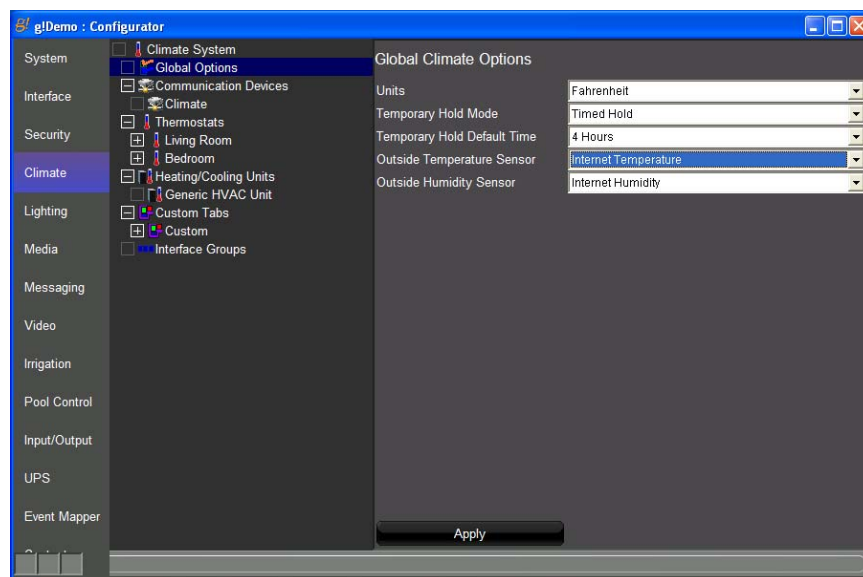 g! g!Demo : Configurator
System
Interface
Security
Climate
Lighting
Media
Messaging
Video
Irrigation
Pool Control
Input/Output
UPS
Event Mapper
Climate System
Global Options
Communication Devices
Climate
Thermostats
Living Room
Bedroom
Heating/Cooling Units
Generic HVAC Unit
Custom Tabs
Custom
Interface Groups
Global Climate Options
Units Fahrenheit
Temporary Hold Mode Timed Hold
Temporary Hold Default Time 4 Hours
Outside Temperature Sensor Internet Temperature
Outside Humidity Sensor Internet Humidity
Apply